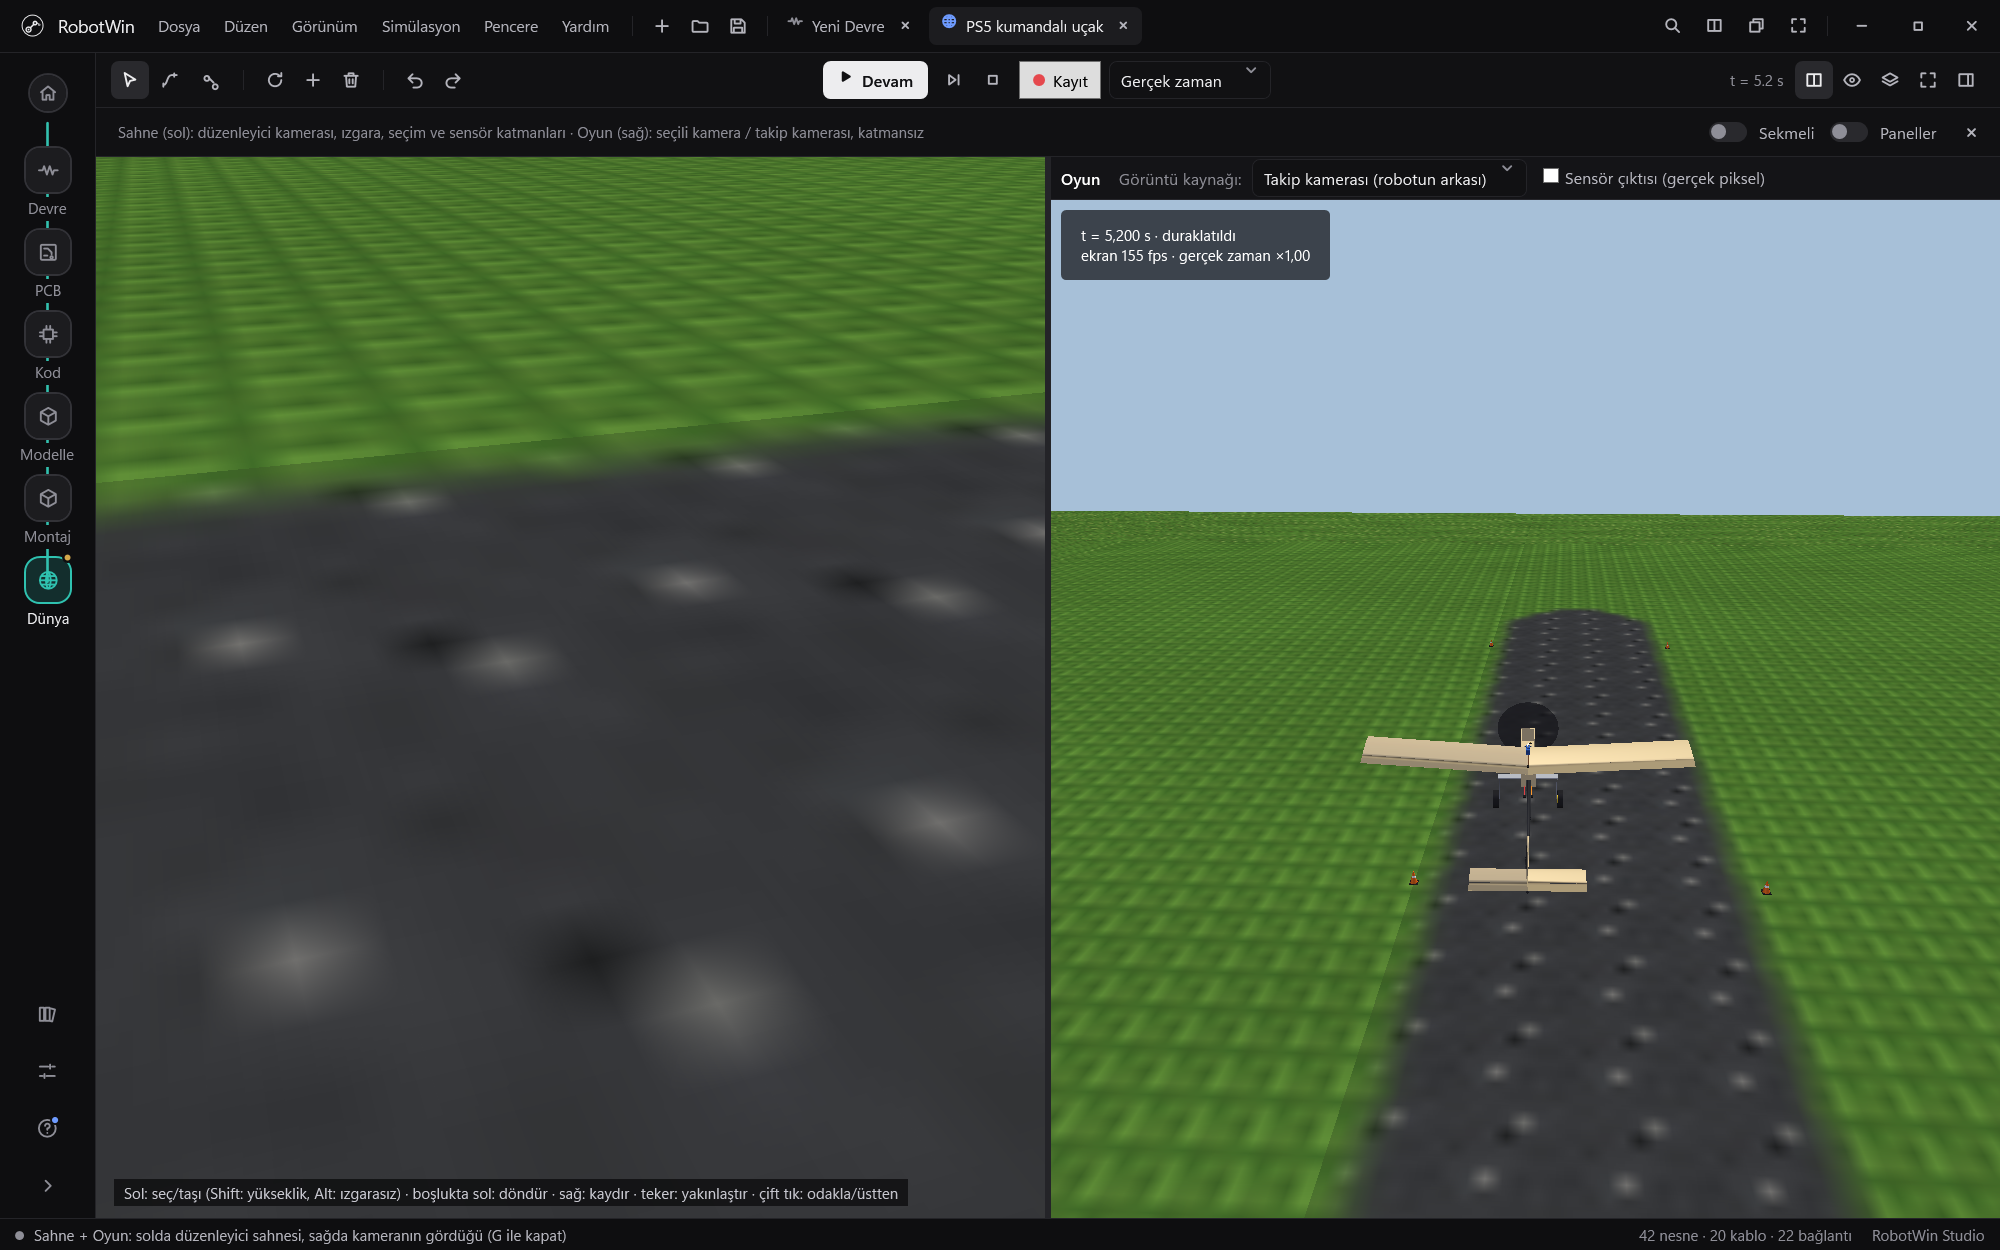 RobotWin Dosya Düzen Görünüm Simülasyon Pencere Yardım Yeni Devre PS5 kumandalı uçak
Devam Kayıt Gerçek zaman t = 5.2 s
Sahne (sol): düzenleyici kamerası, ızgara, seçim ve sensör katmanları · Oyun (sağ): seçili kamera / takip kamerası, katmansız Sekmeli Paneller
Oyun Görüntü kaynağı: Takip kamerası (robotun arkası) Sensör çıktısı (gerçek piksel)
t = 5,200 s · duraklatıldı
ekran 155 fps · gerçek zaman ×1,00
Devre
PCB
Kod
Modelle
Montaj
Dünya
Sol: seç/taşı (Shift: yükseklik, Alt: ızgarasız) · boşlukta sol: döndür · sağ: kaydır · teker: yakınlaştır · çift tık: odakla/üstten
Sahne + Oyun: solda düzenleyici sahnesi, sağda kameranın gördüğü (G ile kapat) 42 nesne · 20 kablo · 22 bağlantı RobotWin Studio